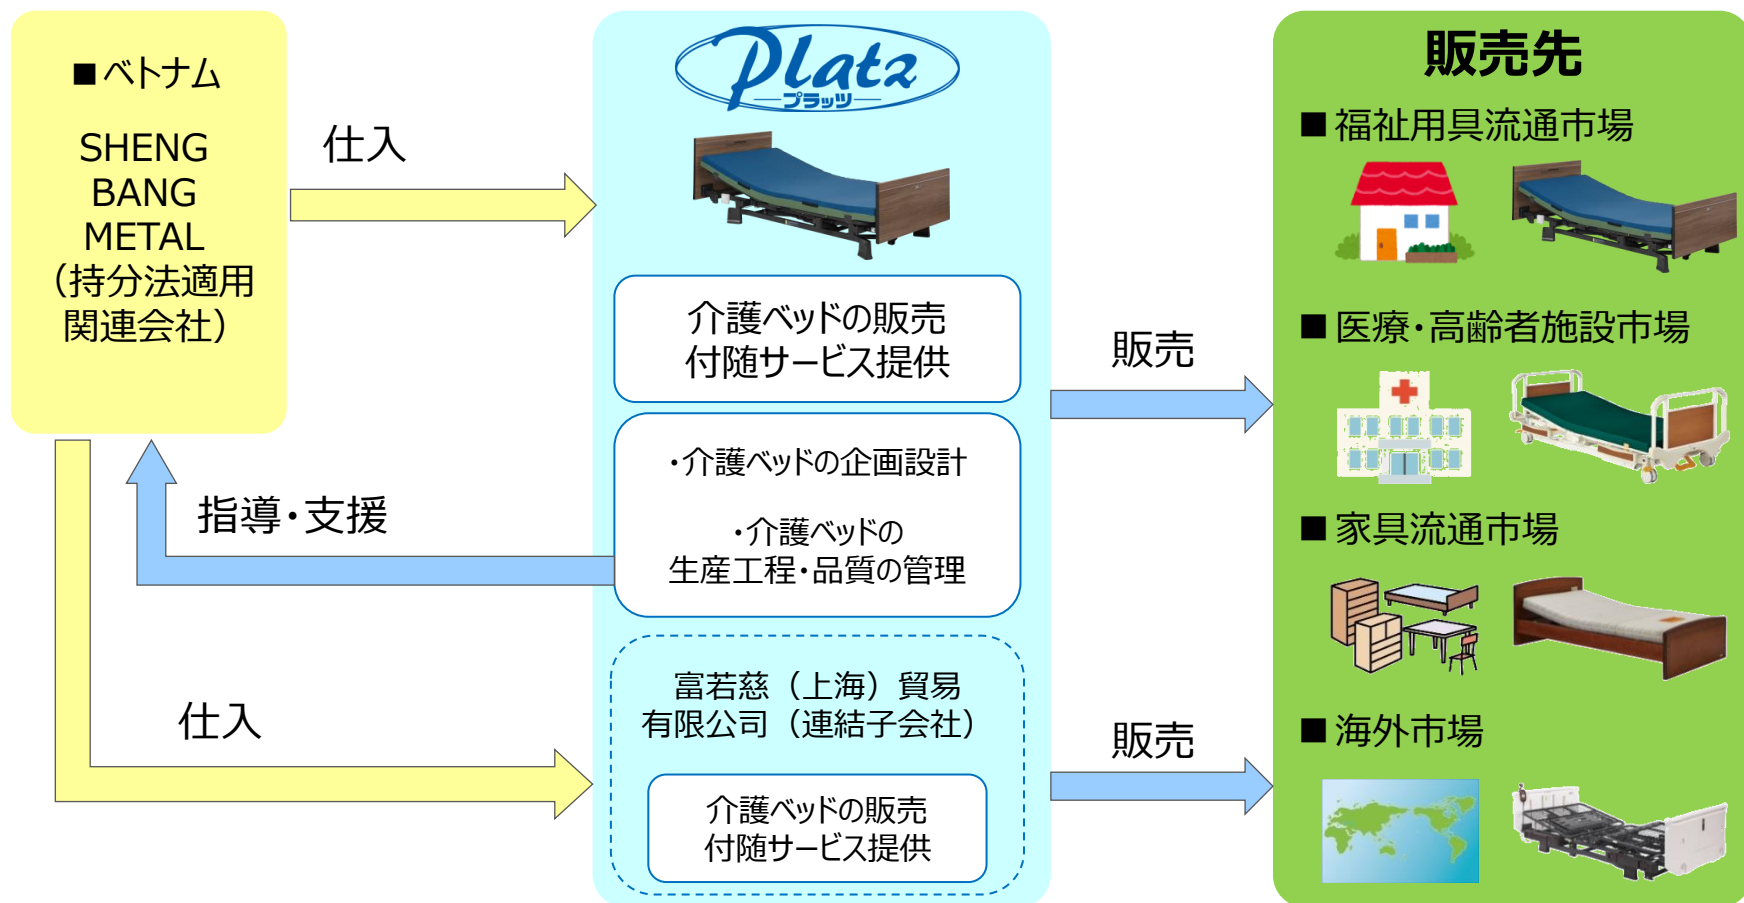 ■ベトナム
SHENG
BANG
METAL
（持分法適用
関連会社）
仕入
指導・支援
仕入
Platz
プラッツ
介護ベッドの販売
付随サービス提供
・介護ベッドの企画設計
・介護ベッドの
生産工程・品質の管理
富若慈（上海）貿易
有限公司（連結子会社）
介護ベッドの販売
付随サービス提供
販売
販売
販売先
■福祉用具流通市場
■医療・高齢者施設市場
■家具流通市場
■海外市場